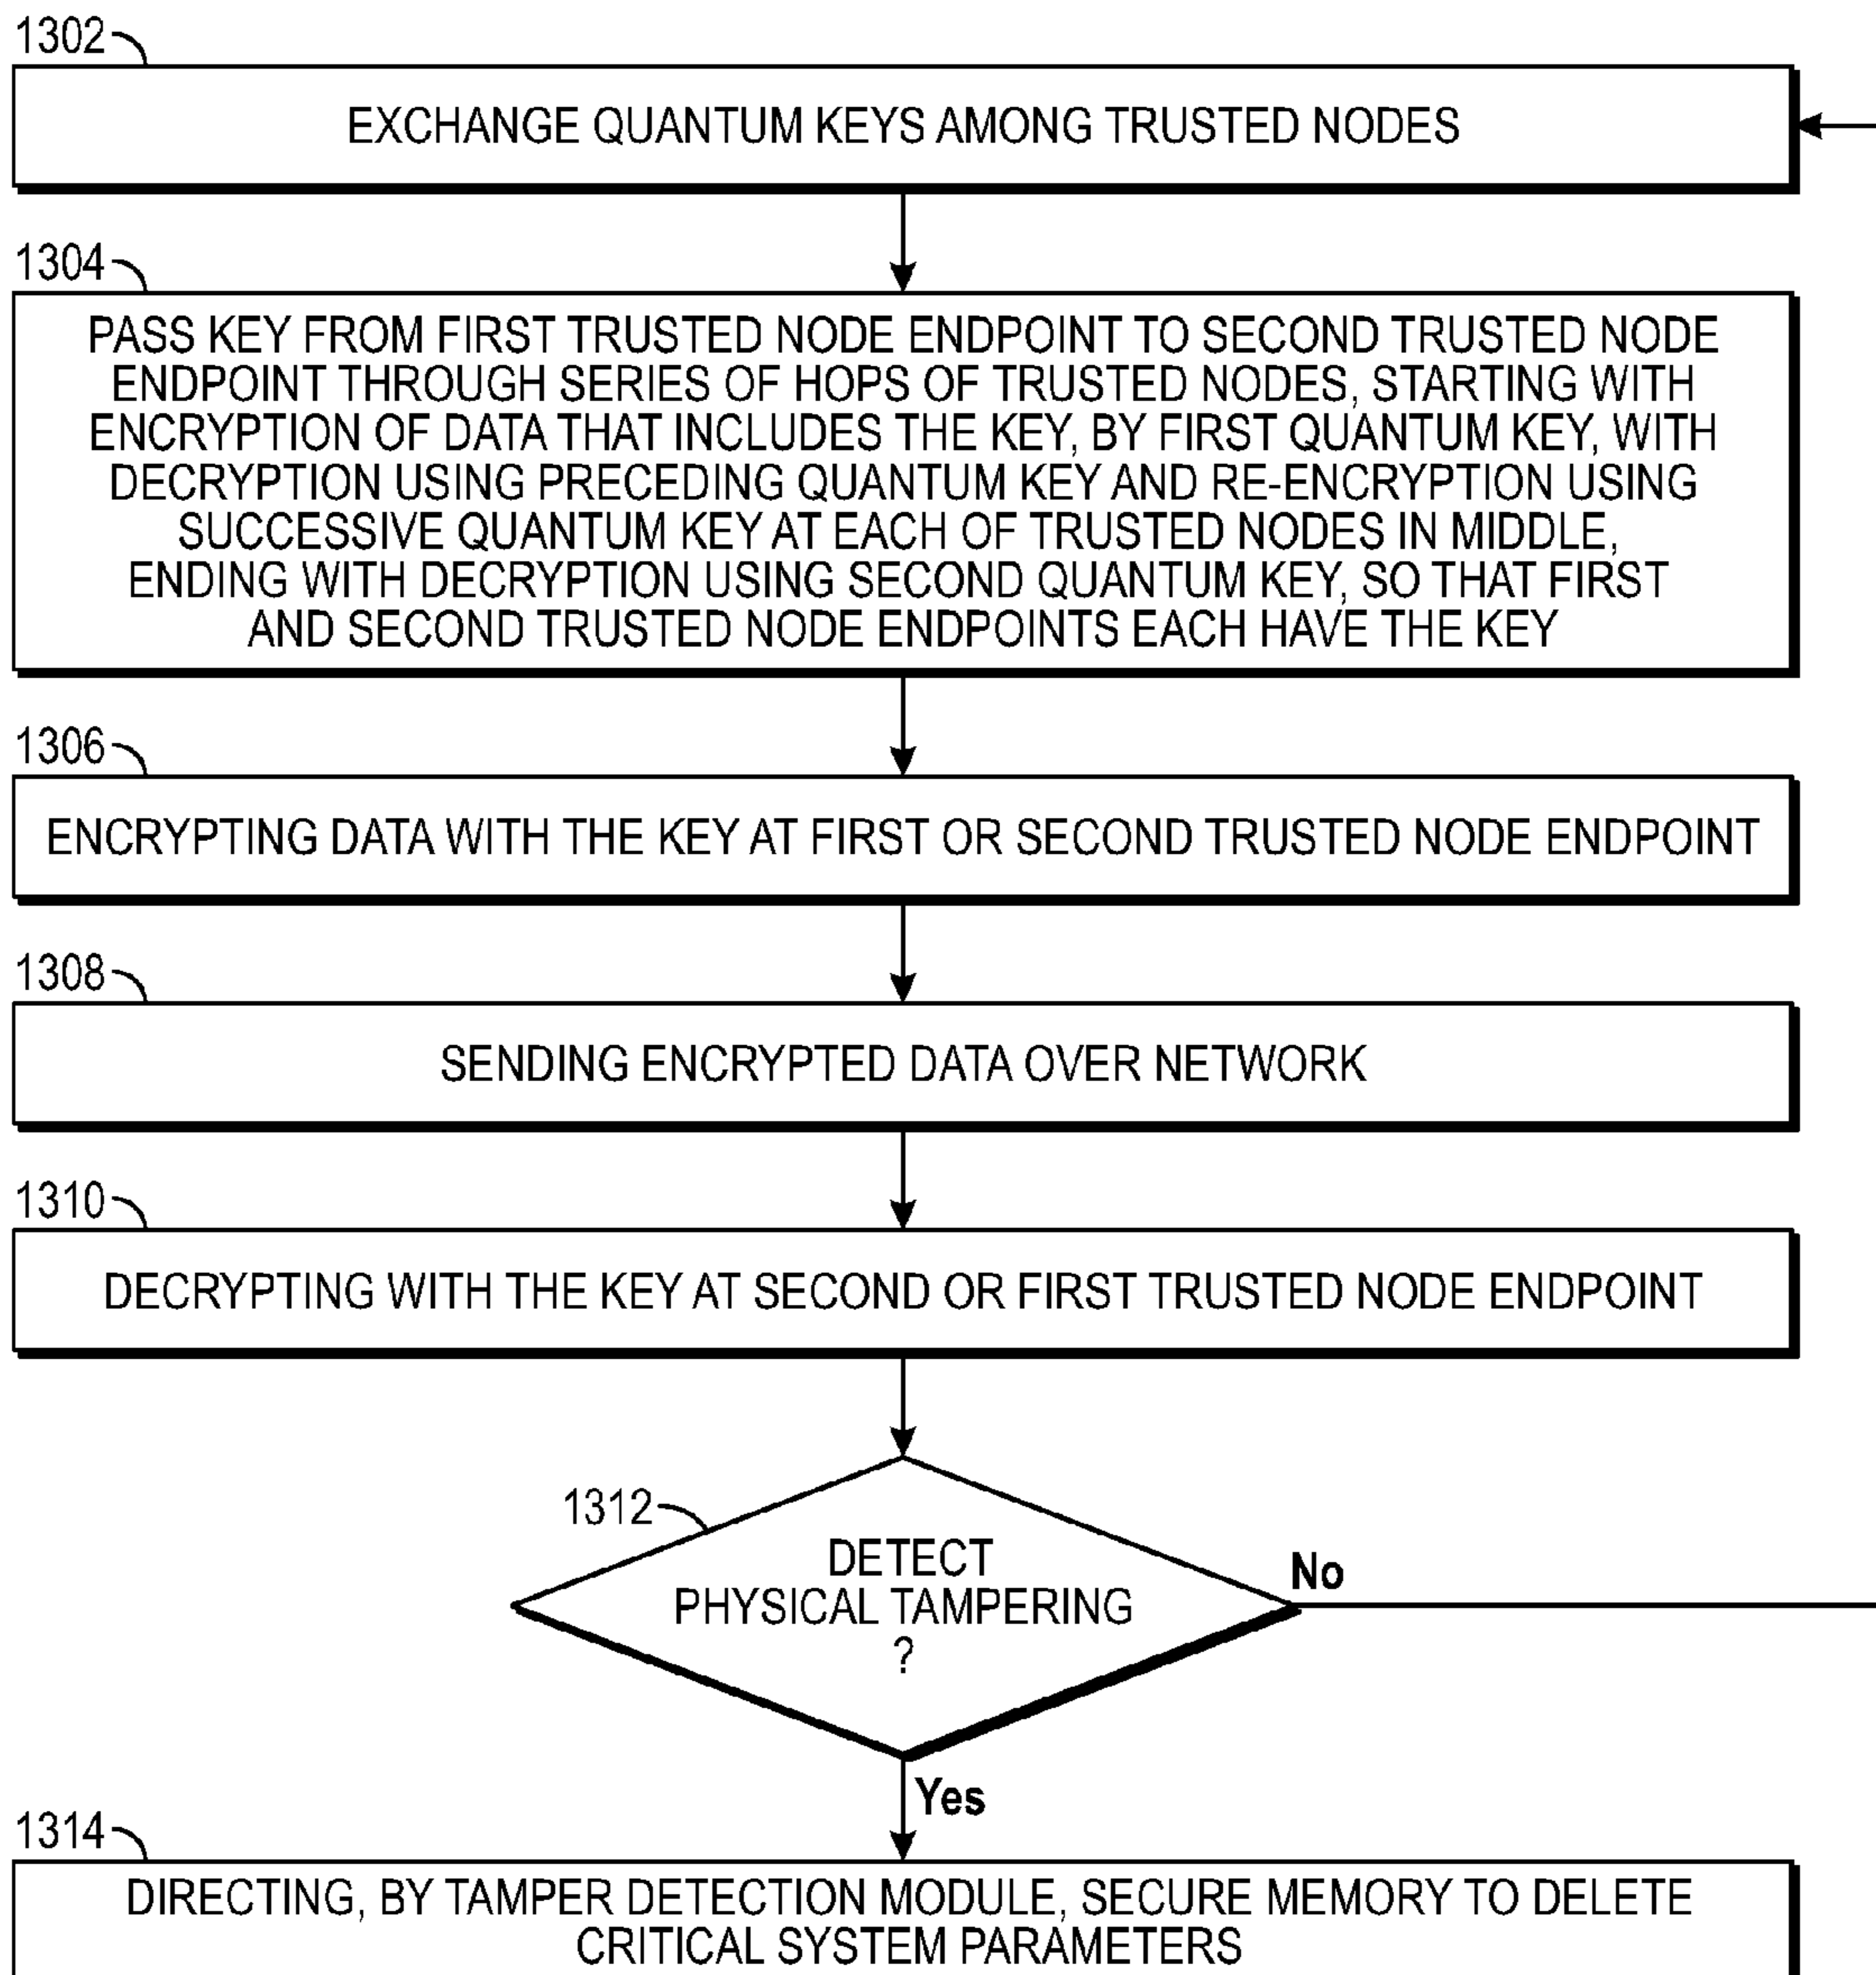 1302
EXCHANGE QUANTUM KEYS AMONG TRUSTED NODES
1304
PASS KEY FROM FIRST TRUSTED NODE ENDPOINT TO SECOND TRUSTED NODE
ENDPOINT THROUGH SERIES OF HOPS OF TRUSTED NODES, STARTING WITH
ENCRYPTION OF DATA THAT INCLUDES THE KEY, BY FIRST QUANTUM KEY, WITH
DECRYPTION USING PRECEDING QUANTUM KEY AND RE-ENCRYPTION USING
SUCCESSIVE QUANTUM KEY AT EACH OF TRUSTED NODES IN MIDDLE,
ENDING WITH DECRYPTION USING SECOND QUANTUM KEY, SO THAT FIRST
AND SECOND TRUSTED NODE ENDPOINTS EACH HAVE THE KEY
1306
ENCRYPTING DATA WITH THE KEY AT FIRST OR SECOND TRUSTED NODE ENDPOINT
1308
SENDING ENCRYPTED DATA OVER NETWORK
1310
DECRYPTING WITH THE KEY AT SECOND OR FIRST TRUSTED NODE ENDPOINT
1312
DETECT
PHYSICAL TAMPERING
?
No
Yes
1314
DIRECTING, BY TAMPER DETECTION MODULE, SECURE MEMORY TO DELETE
CRITICAL SYSTEM PARAMETERS